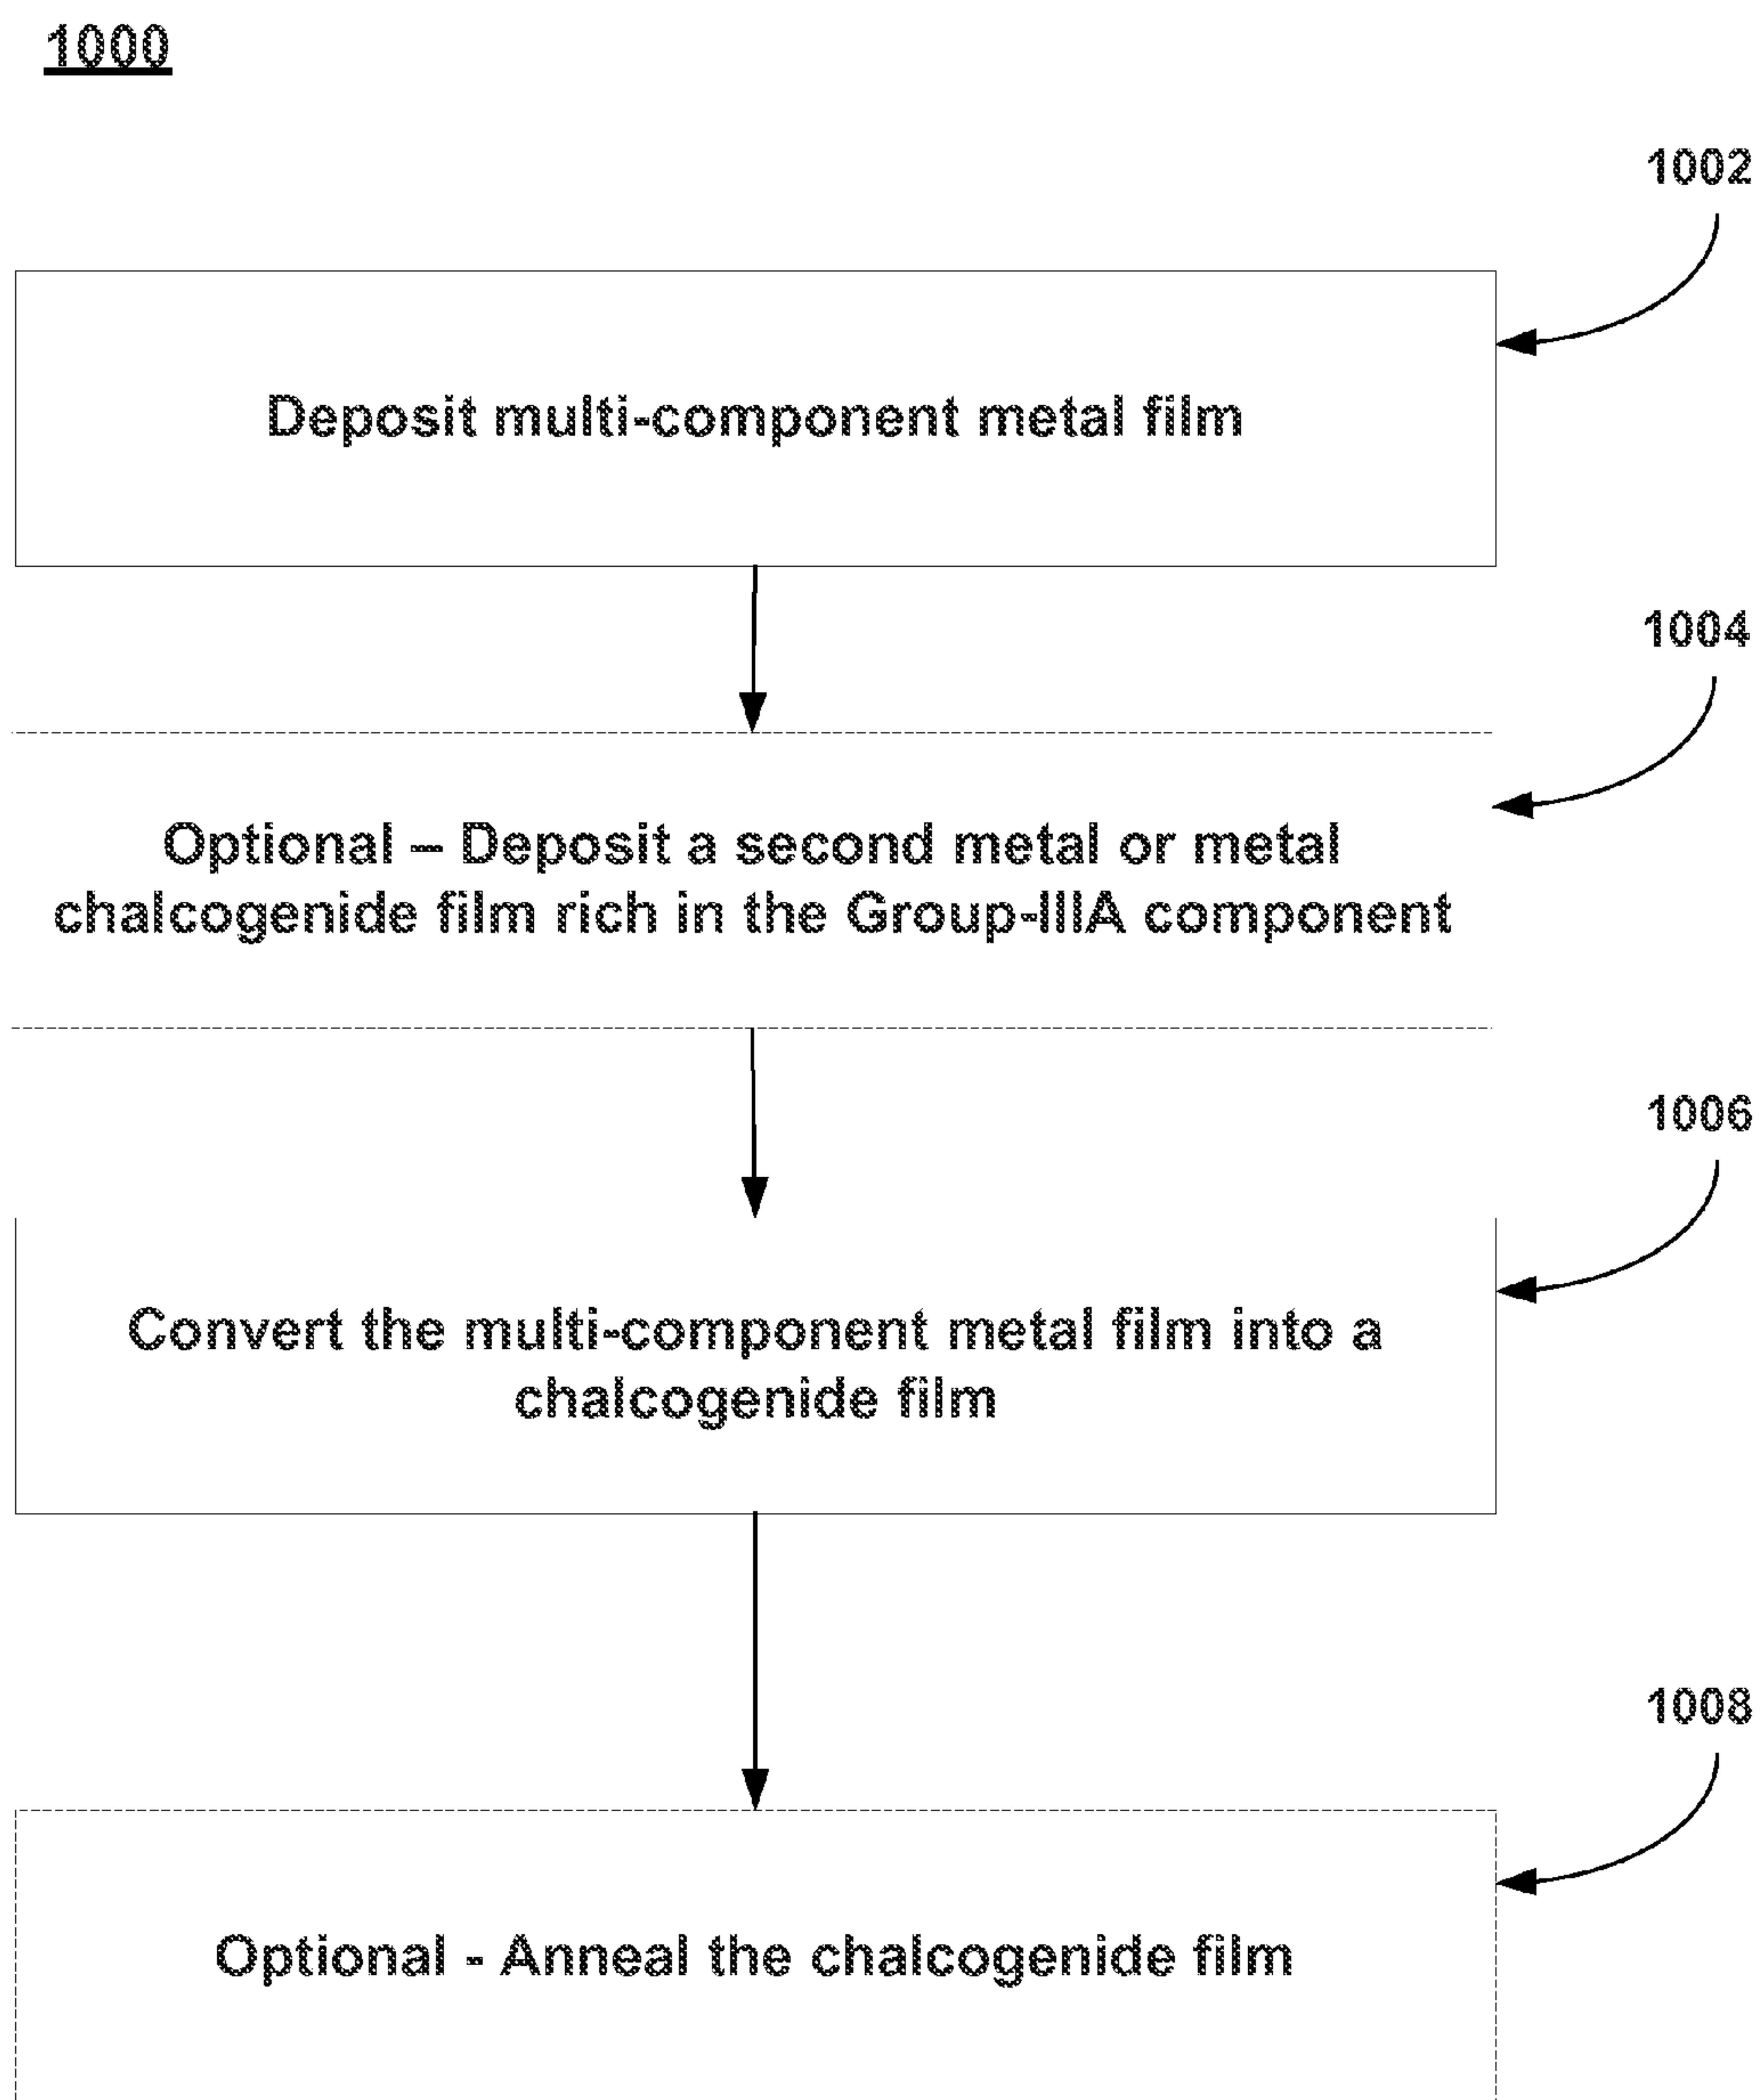 1000
1002
Deposit multi-component metal film
1004
Optional – Deposit a second metal or metal
chalcogenide film rich in the Group-IIIA component
1006
Convert the multi-component metal film into a
chalcogenide film
1008
Optional - Anneal the chalcogenide film